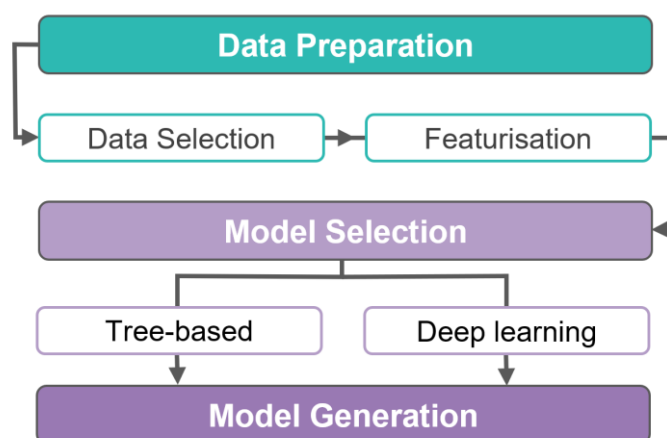 Data Preparation
Data Selection
Featurisation
Model Selection
Tree-based
Deep learning
Model Generation